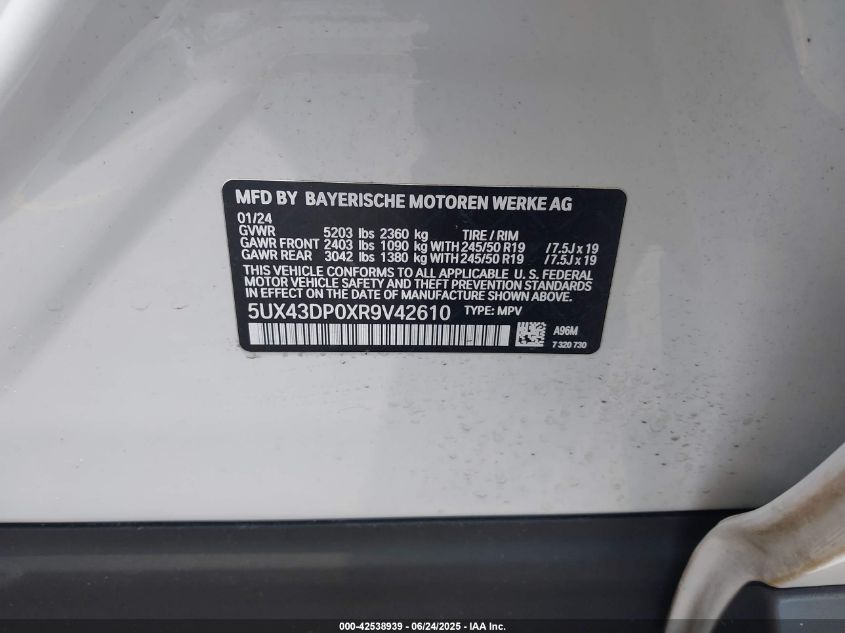 MFD BY BAYERISCHE MOTOREN WERKE AG
01/24
GVWR 5203 lbs 2360 kg TIRE / RIM
GAWR FRONT 2403 lbs 1090 kg WITH 245/50 R19 /7.5J x 19
GAWR REAR 3042 lbs 1380 kg WITH 245/50 R19 /7.5J x 19
THIS VEHICLE CONFORMS TO ALL APPLICABLE U. S. FEDERAL
MOTOR VEHICLE SAFETY AND THEFT PREVENTION
STANDARDS IN EFFECT ON THE DATE OF MANUFACTURE SHOWN ABOVE.
5UX43DP0XR9V42610 TYPE: MPV
A96M
7 320 730
000-42538939 - 06/24/2025 - IAA Inc.